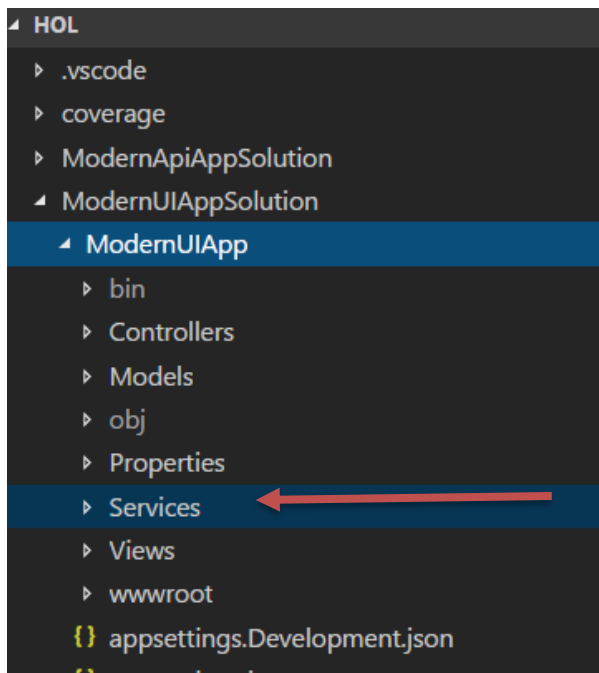 HOL
.vscode
coverage
ModernApiAppSolution
ModernUIAppSolution
ModernUIApp
bin
Controllers
Models
obj
Properties
Services
Views
wwwroot
{} appsettings.Development.json